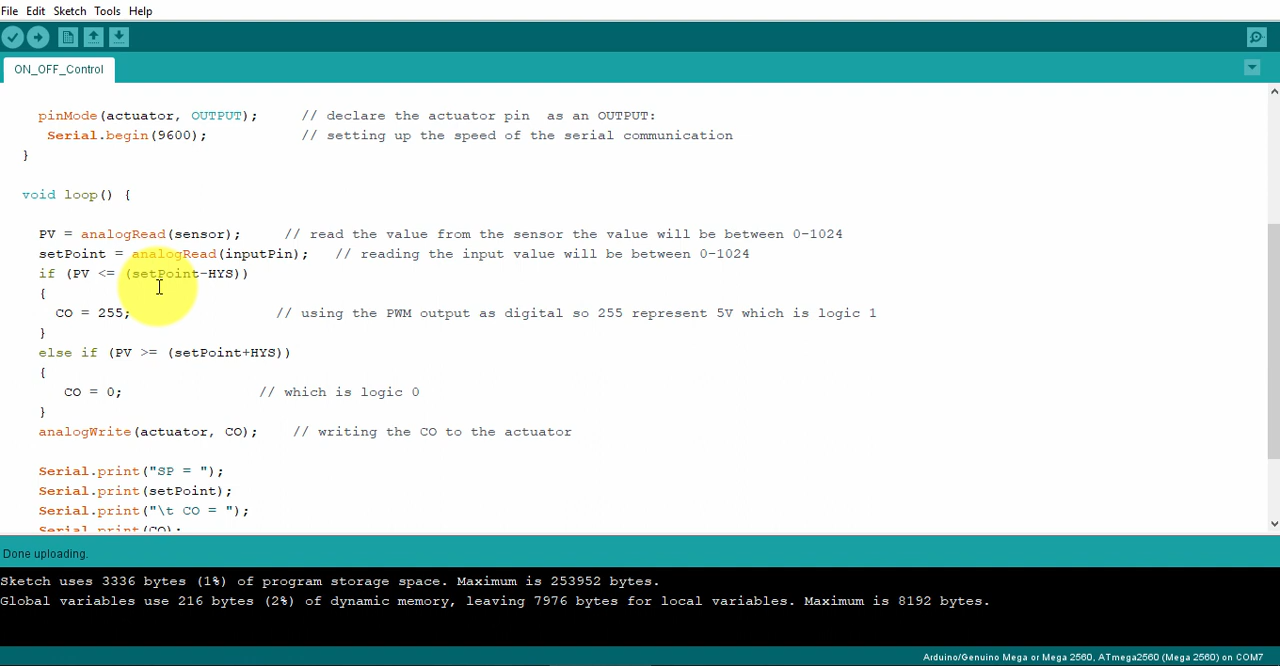 File Edit Sketch Tools Help
ON_OFF_Control
pinMode(actuator, OUTPUT);     // declare the actuator pin  as an OUTPUT:
Serial.begin(9600);           // setting up the speed of the serial communication
}
void loop() {
PV = analogRead(sensor);     // read the value from the sensor the value will be between 0-1024
setPoint = analogRead(inputPin);   // reading the input value will be between 0-1024
if (PV <= (setPoint-HYS))
{
CO = 255;                 // using the PWM output as digital so 255 represent 5V which is logic 1
}
else if (PV >= (setPoint+HYS))
{
CO = 0;                // which is logic 0
}
analogWrite(actuator, CO);    // writing the CO to the actuator
Serial.print("SP = ");
Serial.print(setPoint);
Serial.print("\t CO = ");
Serial.print(CO);
Done uploading.
Sketch uses 3336 bytes (1%) of program storage space. Maximum is 253952 bytes.
Global variables use 216 bytes (2%) of dynamic memory, leaving 7976 bytes for local variables. Maximum is 8192 bytes.
Arduino/Genuino Mega or Mega 2560, ATmega2560 (Mega 2560) on COM7